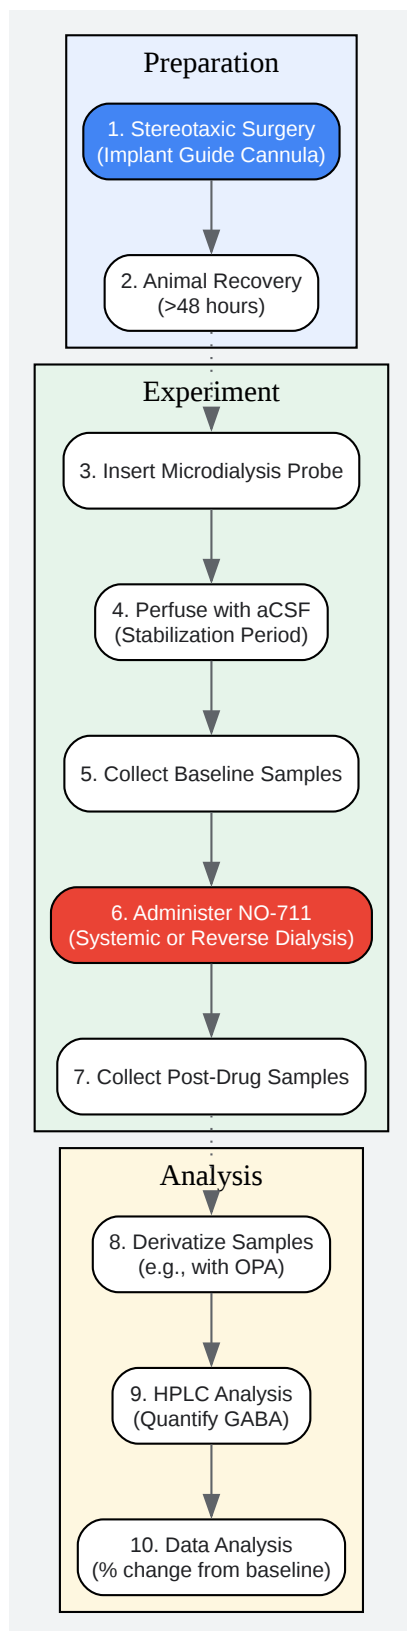 Preparation
1. Stereotaxic Surgery
(Implant Guide Cannula)
2. Animal Recovery
(>48 hours)
Experiment
3. Insert Microdialysis Probe
4. Perfuse with aCSF
(Stabilization Period)
5. Collect Baseline Samples
6. Administer NO-711
(Systemic or Reverse Dialysis)
7. Collect Post-Drug Samples
Analysis
8. Derivatize Samples
(e.g., with OPA)
9. HPLC Analysis
(Quantify GABA)
10. Data Analysis
(% change from baseline)